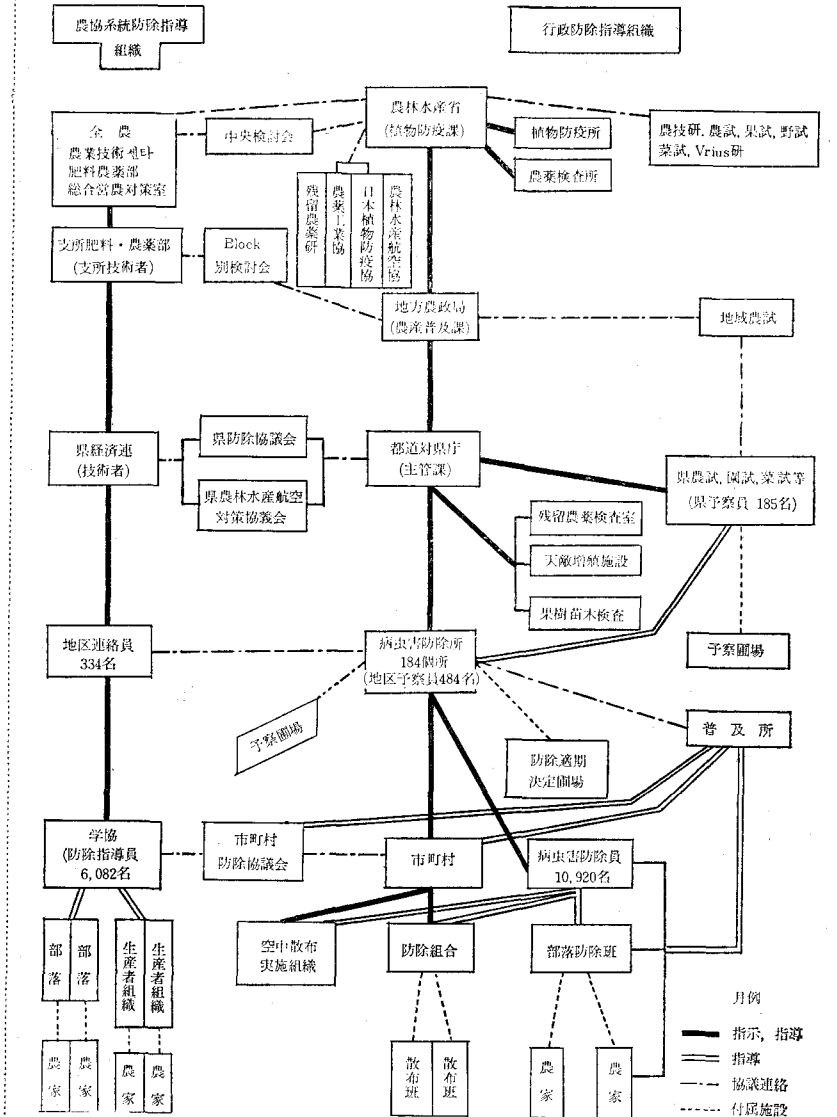 農協系統防除指導
組織
行政防除指導組織
農林水産省
(植物防疫課)
全農
農業技術센타
肥料農薬部
総合営農対策室
中央検討会
植物防疫所
農薬検査所
農技研, 農試, 果試, 野試
菜試, Vrius研
残留農薬研
農薬工業協
日本植物防疫協
農林水産航空協
支所肥料・農薬部
(支所技術者)
Block
別検討会
地方農政局
(農産普及課)
地域農試
県経済連
(技術者)
県防除協議会
県農林水産航空
対策協議会
都道対県庁
(主管課)
県農試, 園試, 菜試等
(県予察員 185名)
残留農薬検査室
天敵増殖施設
果樹苗木検査
地区連絡員
334名
病虫害防除所
184個所
(地区予察員484名)
予察圃場
予察圃場
防除適期
決定圃場
普及所
学協
(防除指導員
6,082名
市町村
防除協議会
市町村
病虫害防除員
10,920名
空中散布
実施組織
防除組合
部落防除班
部落
部落
生産者組織
生産者組織
農家
農家
農家
農家
散布班
散布班
農家
農家
月例
指示, 指導
指導
協議連絡
付属施設